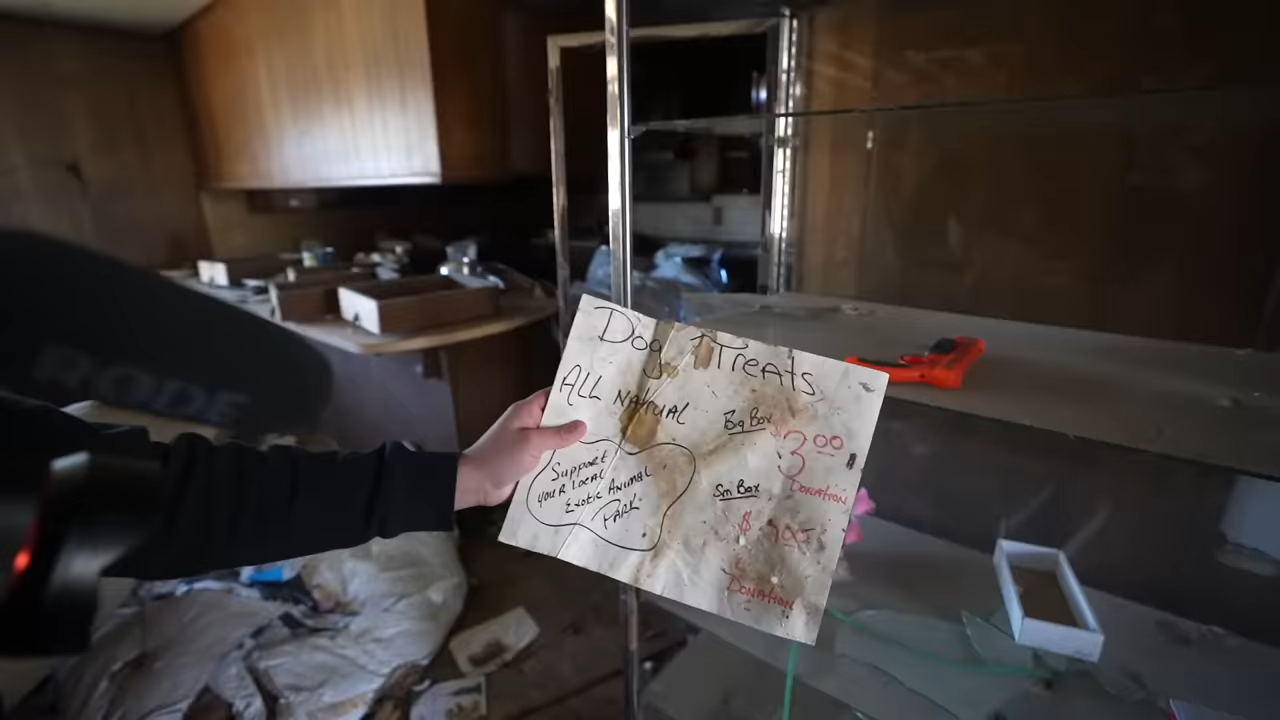 Dog Treats
ALL NATURAL
Big Box
$3.00
DONATION
Support
YOUR LOCAL
Exotic ANIMAL
PARK
Sm Box
$
DONATION
RODE